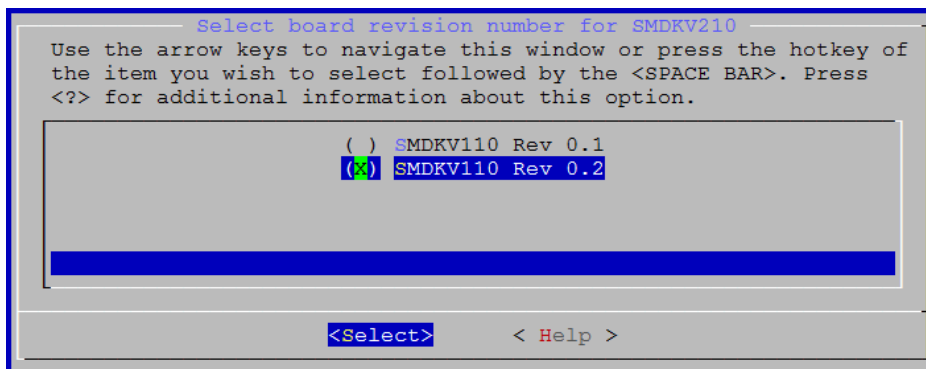 Select board revision number for SMDKV210
Use the arrow keys to navigate this window or press the hotkey of
the item you wish to select followed by the <SPACE BAR>. Press
<?> for additional information about this option.
( ) SMDKV110 Rev 0.1
(X) SMDKV110 Rev 0.2
<Select> < Help >